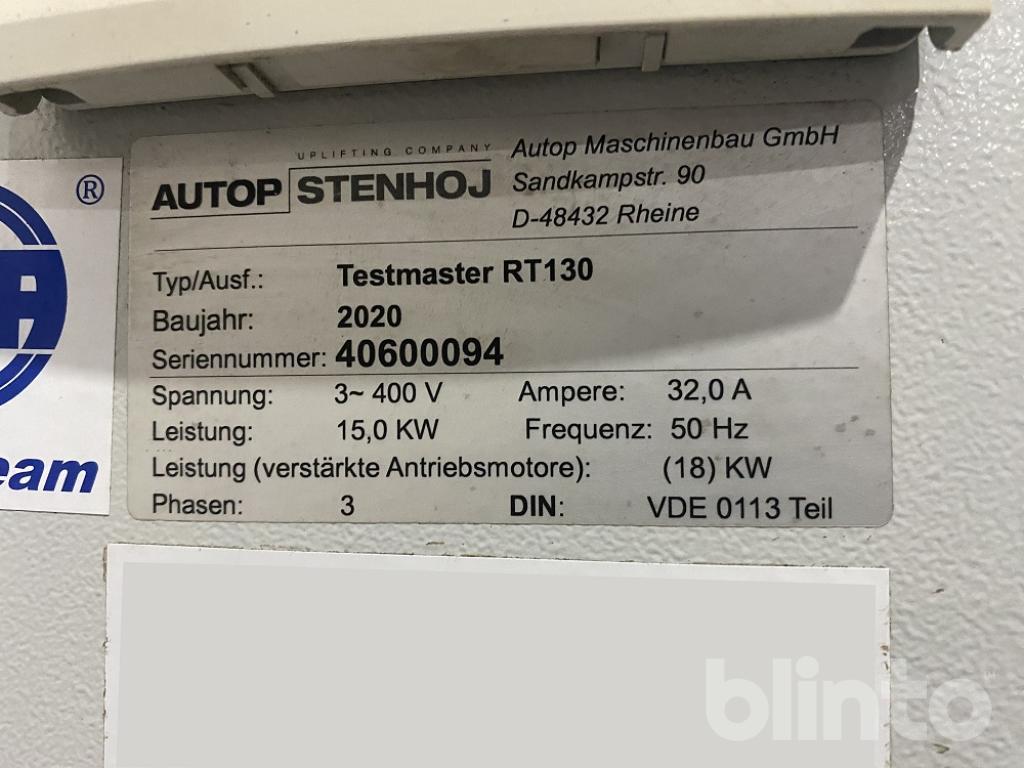 UPLIFTING COMPANY
AUTOP STENHOJ
Autop Maschinenbau GmbH
Sandkampstr. 90
D-48432 Rheine
®
Typ/Ausf.: Testmaster RT130
Baujahr: 2020
Seriennummer: 40600094
Spannung: 3~ 400 V Ampere: 32,0 A
Leistung: 15,0 KW Frequenz: 50 Hz
Leistung (verstärkte Antriebsmotore): (18) KW
Phasen: 3 DIN: VDE 0113 Teil
eam
blinto